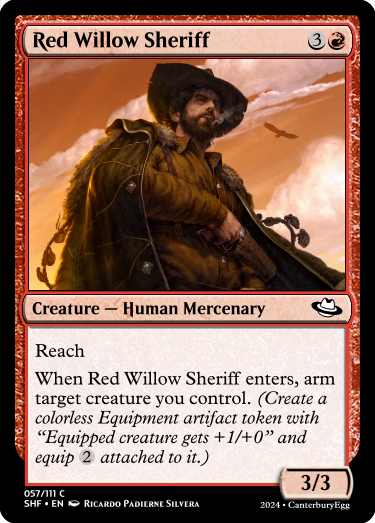 Red Willow Sheriff 3
Creature — Human Mercenary
Reach
When Red Willow Sheriff enters, arm
target creature you control. (Create a
colorless Equipment artifact token with
“Equipped creature gets +1/+0” and
equip 2 attached to it.)
3/3
057/111 C
SHF • EN Ricardo Padierne Silvera
2024 • CanterburyEgg